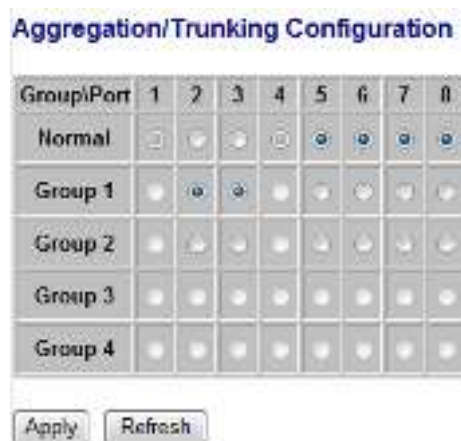 Aggregation/Trunking Configuration
Group\Port 1 2 3 4 5 6 7 8
Normal
Group 1
Group 2
Group 3
Group 4
Apply Refresh